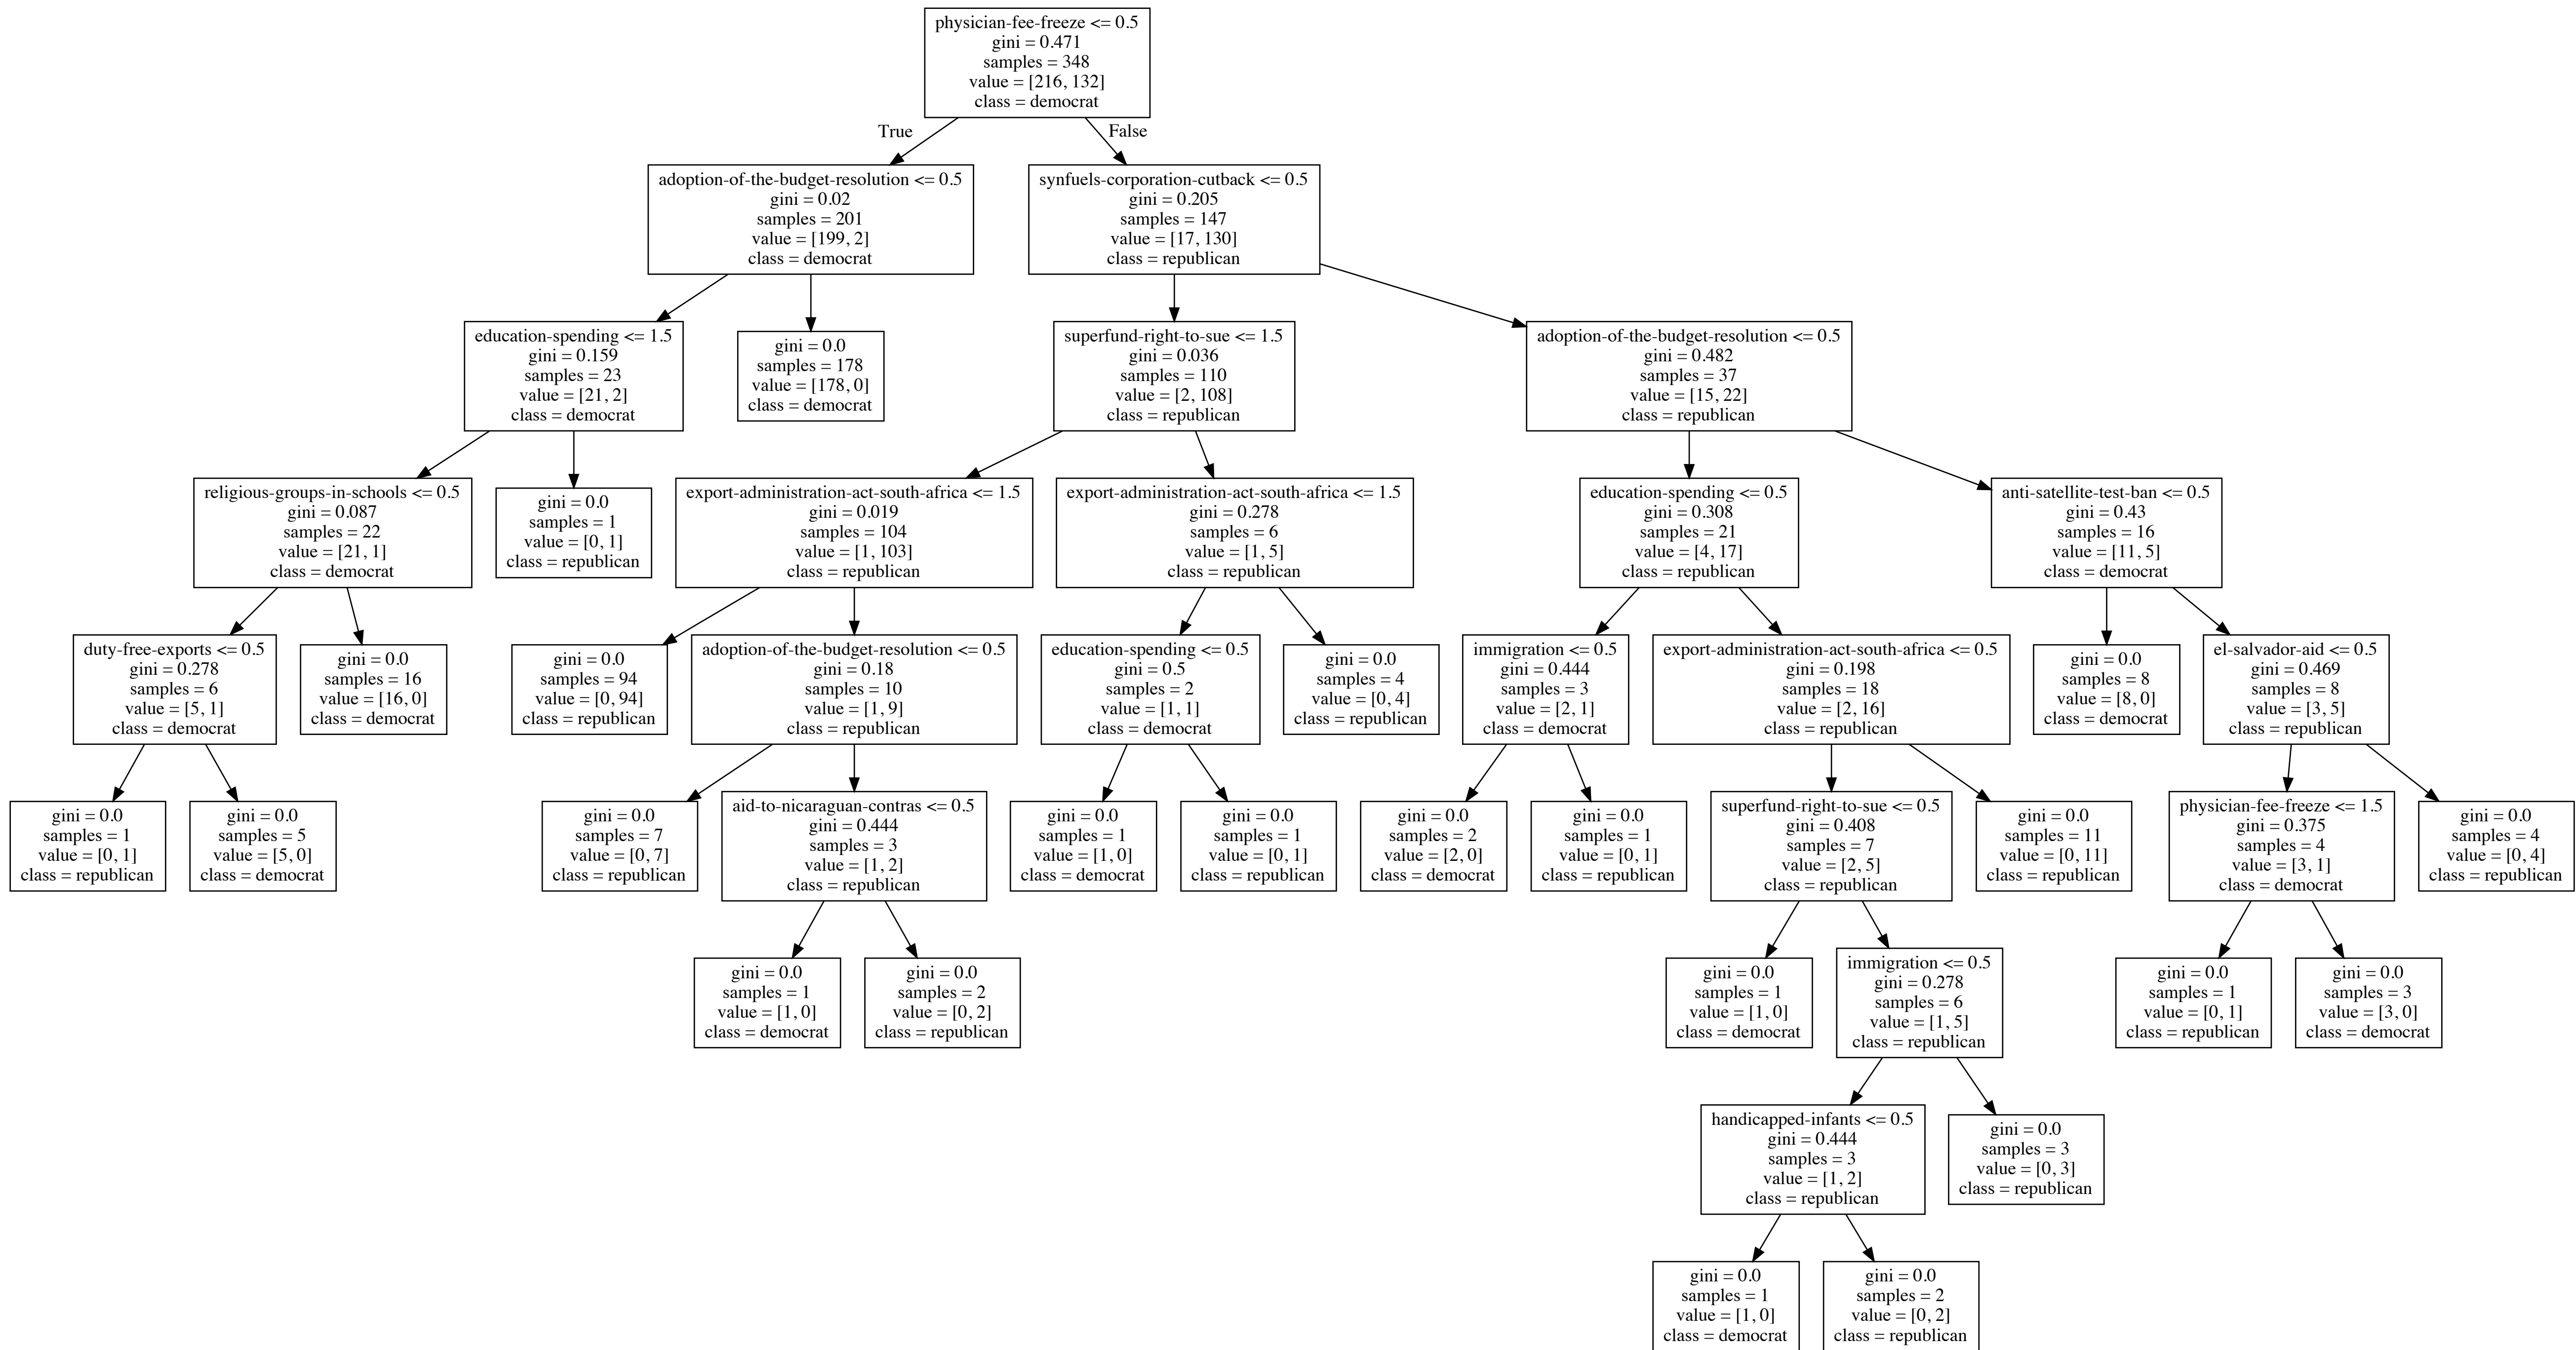 physician-fee-freeze <= 0.5
gini = 0.471
samples = 348
value = [216, 132]
class = democrat
True
False
adoption-of-the-budget-resolution <= 0.5
gini = 0.02
samples = 201
value = [199, 2]
class = democrat
synfuels-corporation-cutback <= 0.5
gini = 0.205
samples = 147
value = [17, 130]
class = republican
education-spending <= 1.5
gini = 0.159
samples = 23
value = [21, 2]
class = democrat
gini = 0.0
samples = 178
value = [178, 0]
class = democrat
superfund-right-to-sue <= 1.5
gini = 0.036
samples = 110
value = [2, 108]
class = republican
adoption-of-the-budget-resolution <= 0.5
gini = 0.482
samples = 37
value = [15, 22]
class = republican
religious-groups-in-schools <= 0.5
gini = 0.087
samples = 22
value = [21, 1]
class = democrat
gini = 0.0
samples = 1
value = [0, 1]
class = republican
export-administration-act-south-africa <= 1.5
gini = 0.019
samples = 104
value = [1, 103]
class = republican
export-administration-act-south-africa <= 1.5
gini = 0.278
samples = 6
value = [1, 5]
class = republican
education-spending <= 0.5
gini = 0.308
samples = 21
value = [4, 17]
class = republican
anti-satellite-test-ban <= 0.5
gini = 0.43
samples = 16
value = [11, 5]
class = democrat
duty-free-exports <= 0.5
gini = 0.278
samples = 6
value = [5, 1]
class = democrat
gini = 0.0
samples = 16
value = [16, 0]
class = democrat
gini = 0.0
samples = 94
value = [0, 94]
class = republican
adoption-of-the-budget-resolution <= 0.5
gini = 0.18
samples = 10
value = [1, 9]
class = republican
education-spending <= 0.5
gini = 0.5
samples = 2
value = [1, 1]
class = democrat
gini = 0.0
samples = 4
value = [0, 4]
class = republican
immigration <= 0.5
gini = 0.444
samples = 3
value = [2, 1]
class = democrat
export-administration-act-south-africa <= 0.5
gini = 0.198
samples = 18
value = [2, 16]
class = republican
gini = 0.0
samples = 8
value = [8, 0]
class = democrat
el-salvador-aid <= 0.5
gini = 0.469
samples = 8
value = [3, 5]
class = republican
gini = 0.0
samples = 1
value = [0, 1]
class = republican
gini = 0.0
samples = 5
value = [5, 0]
class = democrat
gini = 0.0
samples = 7
value = [0, 7]
class = republican
aid-to-nicaraguan-contras <= 0.5
gini = 0.444
samples = 3
value = [1, 2]
class = republican
gini = 0.0
samples = 1
value = [1, 0]
class = democrat
gini = 0.0
samples = 1
value = [0, 1]
class = republican
gini = 0.0
samples = 2
value = [2, 0]
class = democrat
gini = 0.0
samples = 1
value = [0, 1]
class = republican
superfund-right-to-sue <= 0.5
gini = 0.408
samples = 7
value = [2, 5]
class = republican
gini = 0.0
samples = 11
value = [0, 11]
class = republican
physician-fee-freeze <= 1.5
gini = 0.375
samples = 4
value = [3, 1]
class = democrat
gini = 0.0
samples = 4
value = [0, 4]
class = republican
gini = 0.0
samples = 1
value = [1, 0]
class = democrat
gini = 0.0
samples = 2
value = [0, 2]
class = republican
gini = 0.0
samples = 1
value = [1, 0]
class = democrat
immigration <= 0.5
gini = 0.278
samples = 6
value = [1, 5]
class = republican
gini = 0.0
samples = 1
value = [0, 1]
class = republican
gini = 0.0
samples = 3
value = [3, 0]
class = democrat
handicapped-infants <= 0.5
gini = 0.444
samples = 3
value = [1, 2]
class = republican
gini = 0.0
samples = 3
value = [0, 3]
class = republican
gini = 0.0
samples = 1
value = [1, 0]
class = democrat
gini = 0.0
samples = 2
value = [0, 2]
class = republican